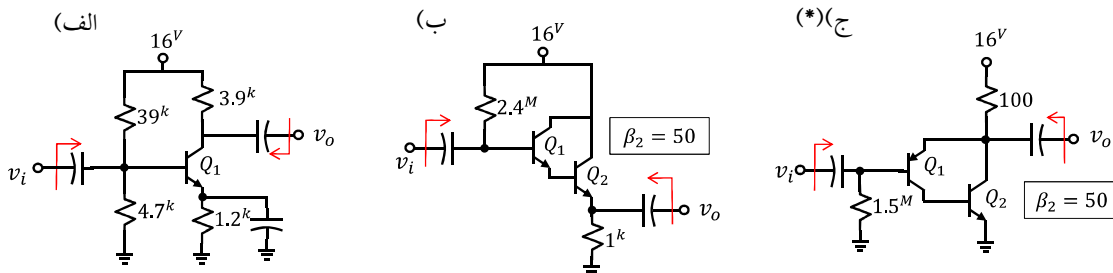 الف)
16^V
39^k
3.9^k
v_i
Q_1
v_o
4.7^k
1.2^k
ب)
16^V
2.4^M
β_2 = 50
v_i
Q_1
Q_2
v_o
1^k
ج)(*)
16^V
100
v_o
Q_1
v_i
Q_2
1.5^M
β_2 = 50